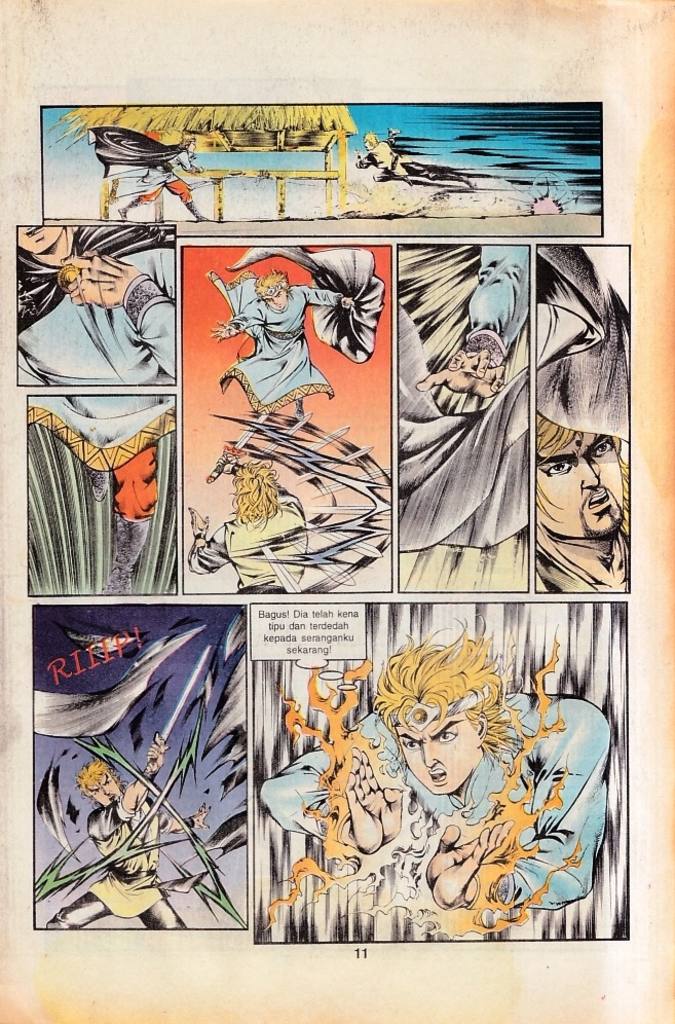 RIIIP!
Bagus! Dia telah kena
tipu dan terdedah
kepada seranganku
sekarang!
11